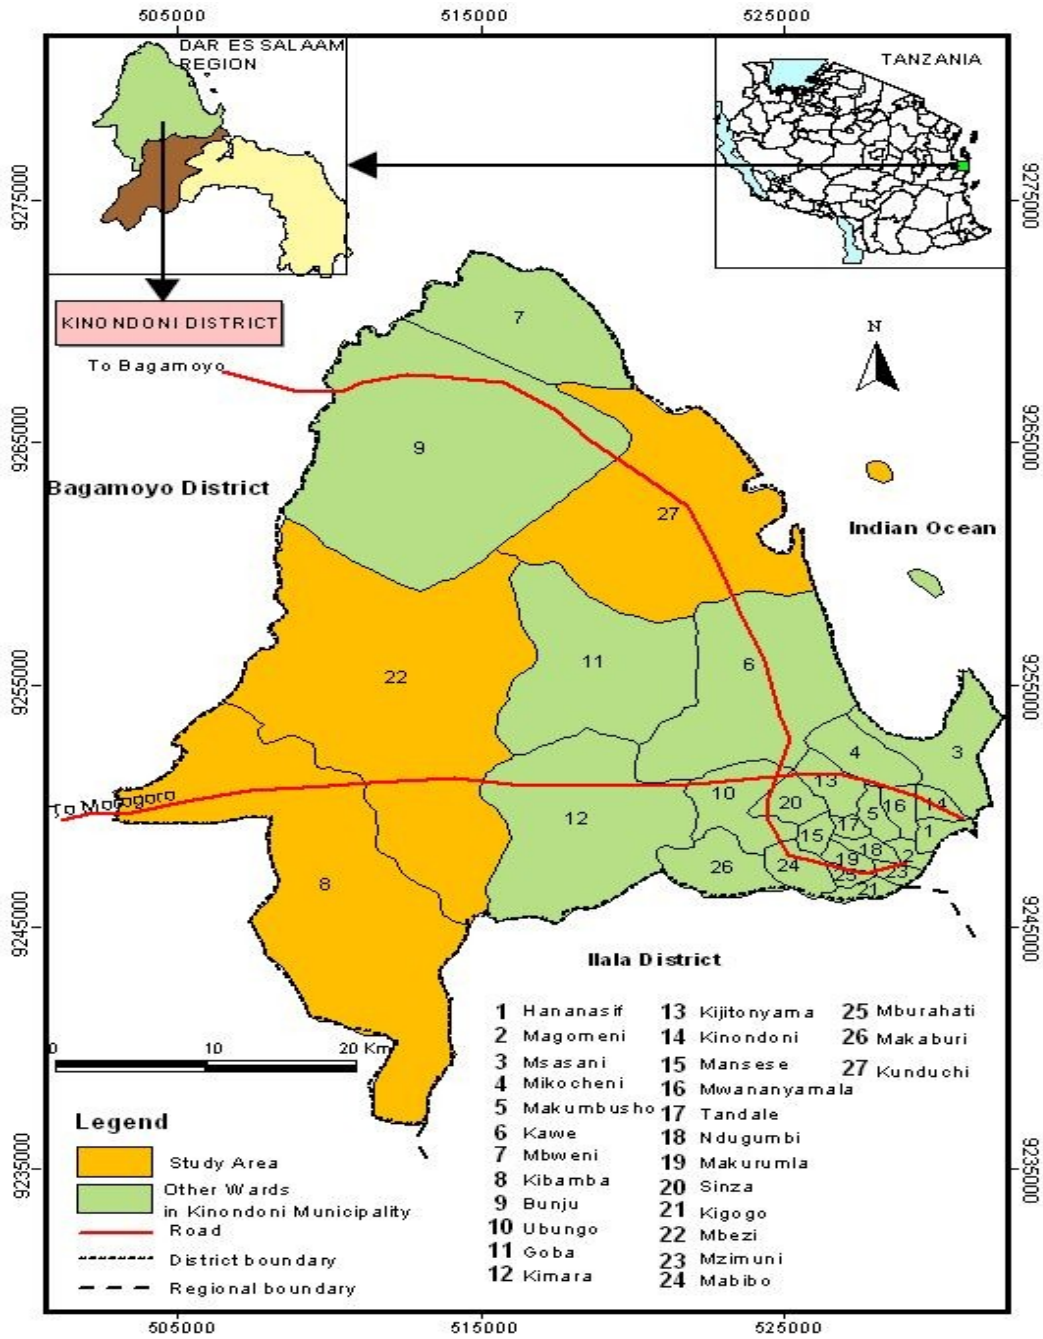 505000 515000 525000
DAR ES SALAAM
REGION
TANZANIA
9275000 9275000
KINONDONI DISTRICT
To Bagamoyo
N
7
9265000 9265000
9
Bagamoyo District
27
Indian Ocean
11
6
22
9255000 9255000
4
3
13
10
20
5
16
14
To Morogoro
12
17
1
15
18
2
19
26
24
25
23
8
21
9245000 9245000
Ilala District
0 10 20 Km
1 Hananasif
2 Magomeni
3 Msasani
4 Mikocheni
5 Makumbusho
6 Kawe
7 Mbweni
8 Kibamba
9 Bunju
10 Ubungo
11 Goba
12 Kimara
13 Kijitonyama
14 Kinondoni
15 Mansese
16 Mwananyamala
17 Tandale
18 Ndugumbi
19 Makurumla
20 Sinza
21 Kigogo
22 Mbezi
23 Mzimuni
24 Mabibo
25 Mburahati
26 Makaburi
27 Kunduchi
Legend
Study Area
Other Wards
in Kinondoni Municipality
Road
District boundary
Regional boundary
9235000 9235000
505000 515000 525000